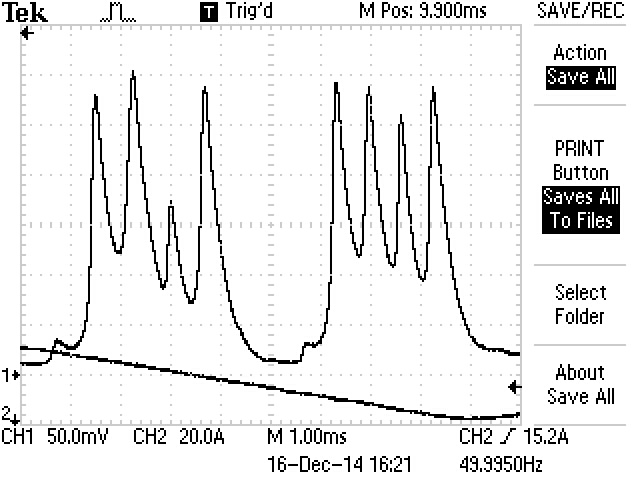 Tek
T Trig'd
M Pos: 9.900ms
SAVE/REC
Action
Save All
PRINT
Button
Saves All
To Files
Select
Folder
About
Save All
1
2
CH1 50.0mV
CH2 20.0A
M 1.00ms
CH2 / 15.2A
16-Dec-14 16:21
49.9950Hz